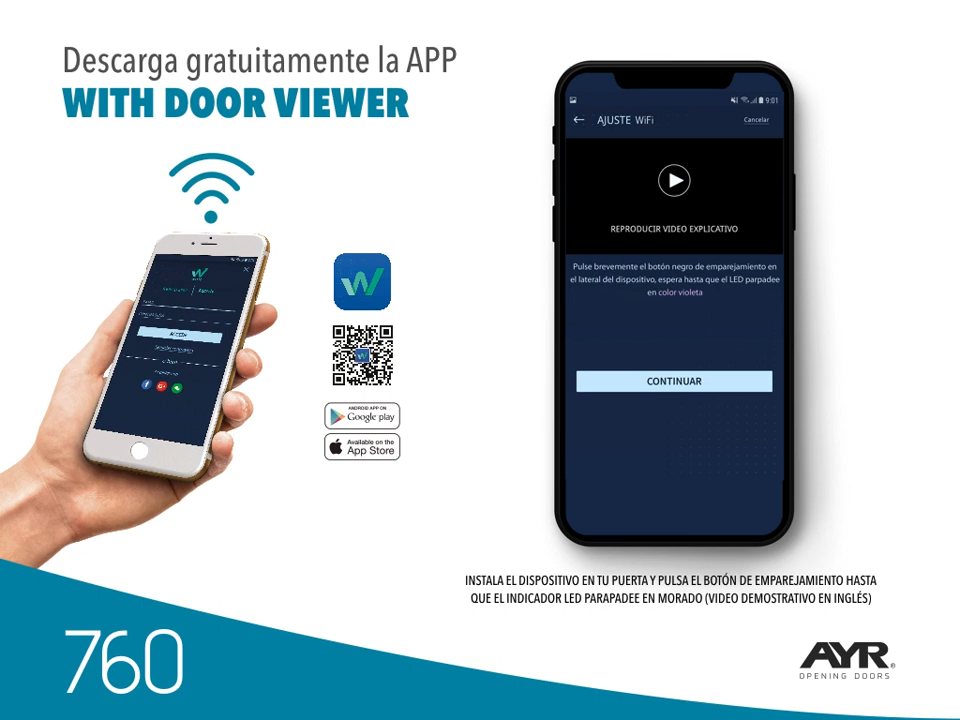 Descarga gratuitamente la APP
WITH DOOR VIEWER
9:01
AJUSTE WiFi
Cancelar
REPRODUCIR VIDEO EXPLICATIVO
Pulse brevemente el botón negro de emparejamiento en
el lateral del dispositivo, espera hasta que el LED parpadee
en color violeta
CONTINUAR
W
ANDROID APP ON
Google play
Available on the
App Store
INSTALA EL DISPOSITIVO EN TU PUERTA Y PULSA EL BOTÓN DE EMPAREJAMIENTO HASTA
QUE EL INDICADOR LED PARAPADEE EN MORADO (VIDEO DEMOSTRATIVO EN INGLÉS)
760
AYR®
OPENING DOORS